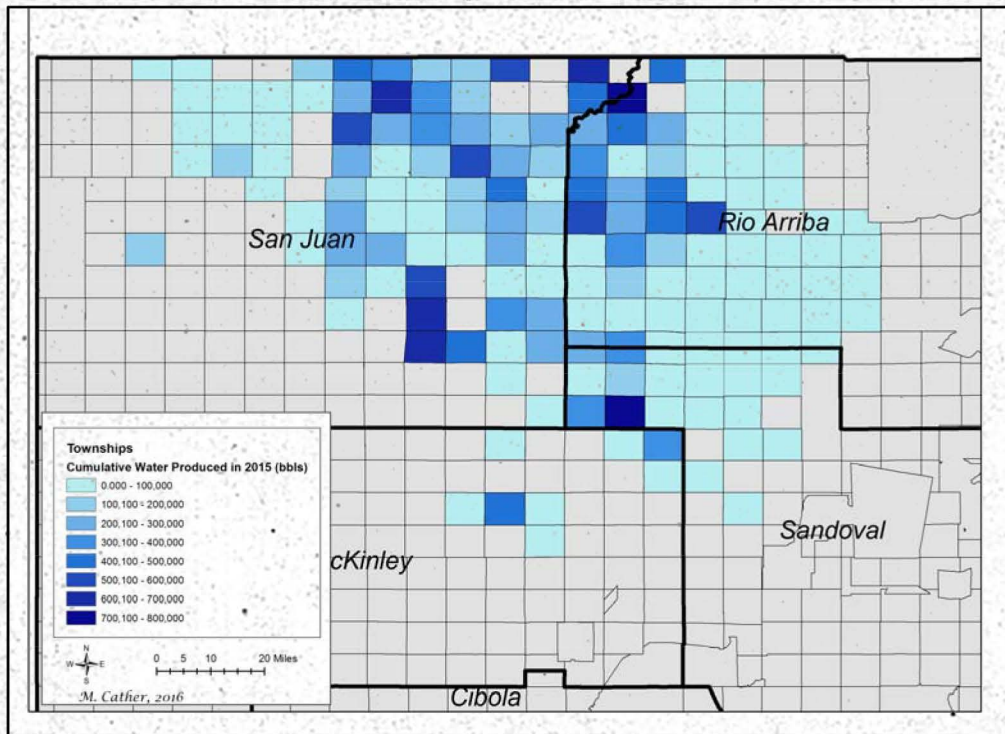 San Juan
Rio Arriba
Townships
Cumulative Water Produced in 2015 (bbls)
0.000 - 100,000
100,100 - 200,000
200,100 - 300,000
300,100 - 400,000
400,100 - 500,000
500,100 - 600,000
600,100 - 700,000
700,100 - 800,000
cKinley
Sandoval
N
W E
S
0 5 10 20 Miles
M. Cather, 2016
Cibola